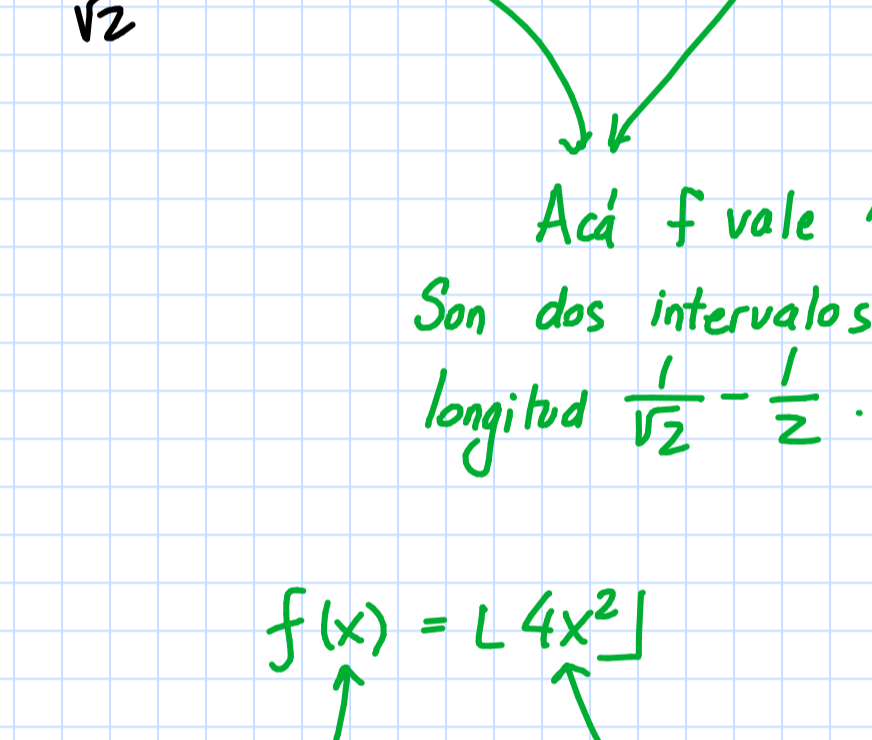 √2
Acá f vale
Son dos intervalos
longitud 1/√2 - 1/2 .
f(x) = ⌊4x²⌋